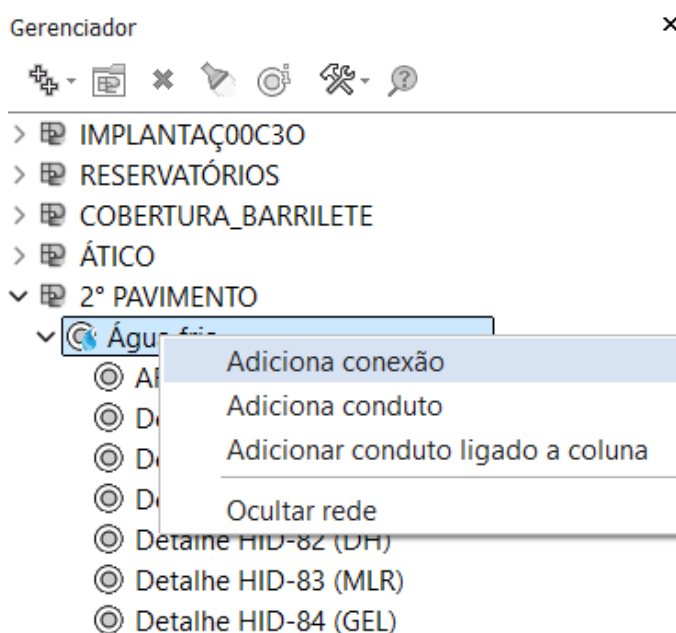 Gerenciador
IMPLANTAÇ00C3O
RESERVATÓRIOS
COBERTURA_BARRILETE
ÁTICO
2° PAVIMENTO
Água fria
Adiciona conexão
Adiciona conduto
Adicionar conduto ligado a coluna
Ocultar rede
Detalhe HID-82 (DH)
Detalhe HID-83 (MLR)
Detalhe HID-84 (GEL)